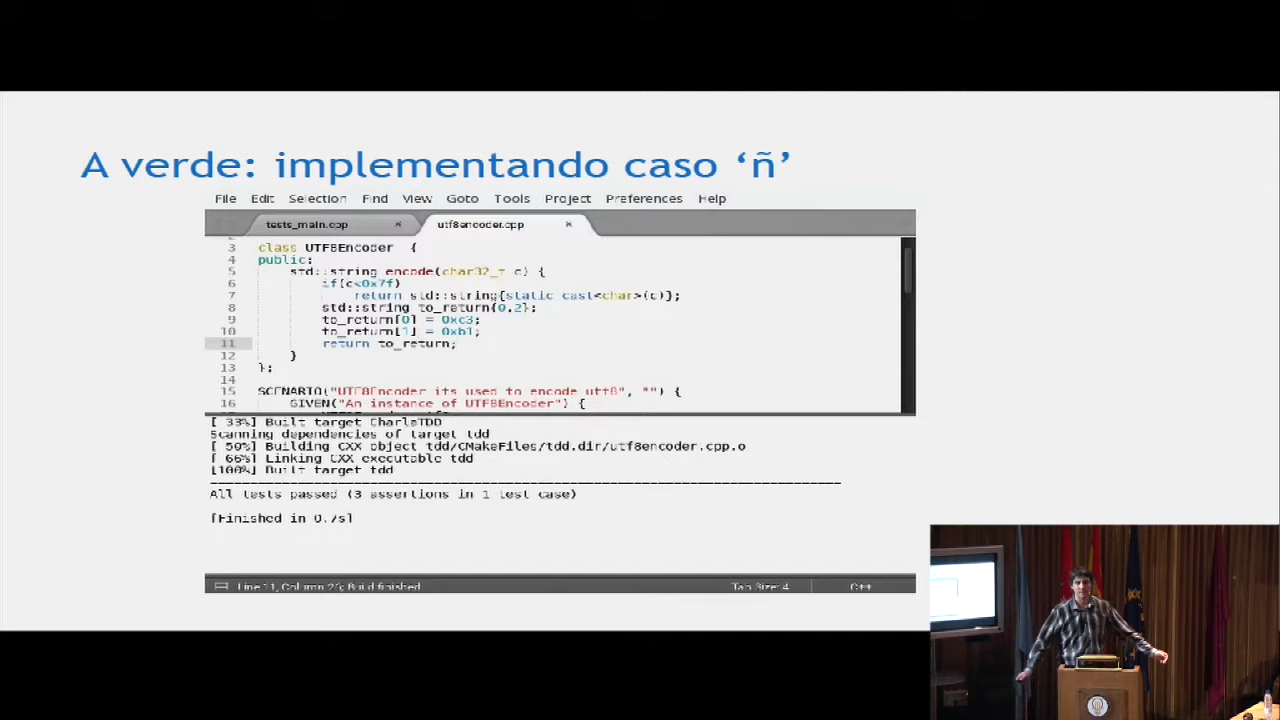 A verde: implementando caso ‘ñ’
File Edit Selection Find View Goto Tools Project Preferences Help
tests_main.cpp × utf8encoder.cpp ×
2
3 class UTF8Encoder {
4 public:
5 std::string encode(char32_t c) {
6 if(c<0x7f)
7 return std::string{static_cast<char>(c)};
8 std::string to_return{0,2};
9 to_return[0] = 0xc3;
10 to_return[1] = 0xb1;
11 return to_return;
12 }
13 };
14
15 SCENARIO("UTF8Encoder its used to encode utf8", "") {
16 GIVEN("An instance of UTF8Encoder") {
[ 33%] Built target CharlaTDD
Scanning dependencies of target tdd
[ 50%] Building CXX object tdd/CMakeFiles/tdd.dir/utf8encoder.cpp.o
[ 66%] Linking CXX executable tdd
[100%] Built target tdd
All tests passed (3 assertions in 1 test case)
[Finished in 0.7s]
Line 11, Column 26; Build finished Tab Size: 4 C++